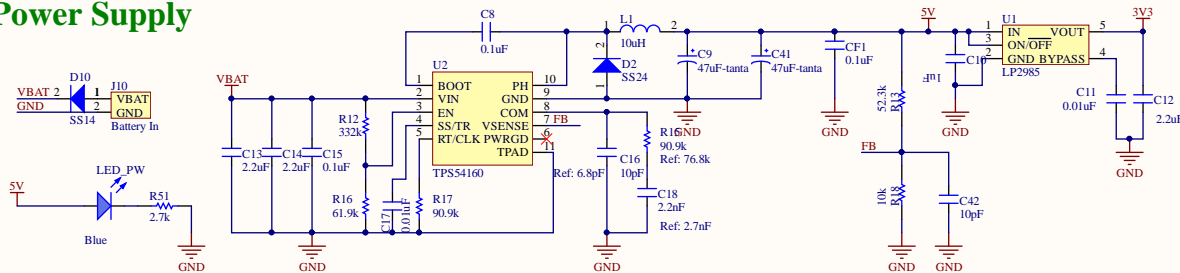 Power Supply
VBAT 2
GND
D10
SS14
1
2
J10
VBAT
GND
Battery In
5V
LED_PW
Blue
R51
2.7k
GND
VBAT
C13
2.2uF
C14
2.2uF
C15
0.1uF
GND
R12
332k
R16
61.9k
C17
0.01uF
R17
90.9k
C8
0.1uF
U2
1 BOOT PH 10
2 VIN GND 9
3 EN COM 8
4 SS/TR VSENSE 7 FB
5 RT/CLK PWRGD 6
TPAD 11
TPS54160
1
L1
2
10uH
2
D2
SS24
1
C9
47uF-tanta
C41
47uF-tanta
GND
Ref: 6.8pF
C16
10pF
R15
90.9k
Ref: 76.8k
C18
2.2nF
Ref: 2.7nF
GND
CF1
0.1uF
GND
5V
52.3k
R13
FB
10k
R18
GND
C42
10pF
GND
C10
1uF
GND
U1
1 IN VOUT 5
3 ON/OFF
2 GND BYPASS 4
LP2985
3V3
C11
0.01uF
C12
2.2uF
GND